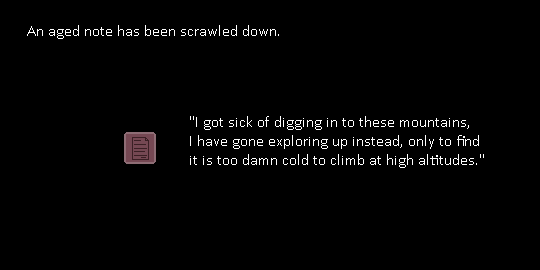 An aged note has been scrawled down.
"I got sick of digging in to these mountains,
I have gone exploring up instead, only to find
it is too damn cold to climb at high altitudes."